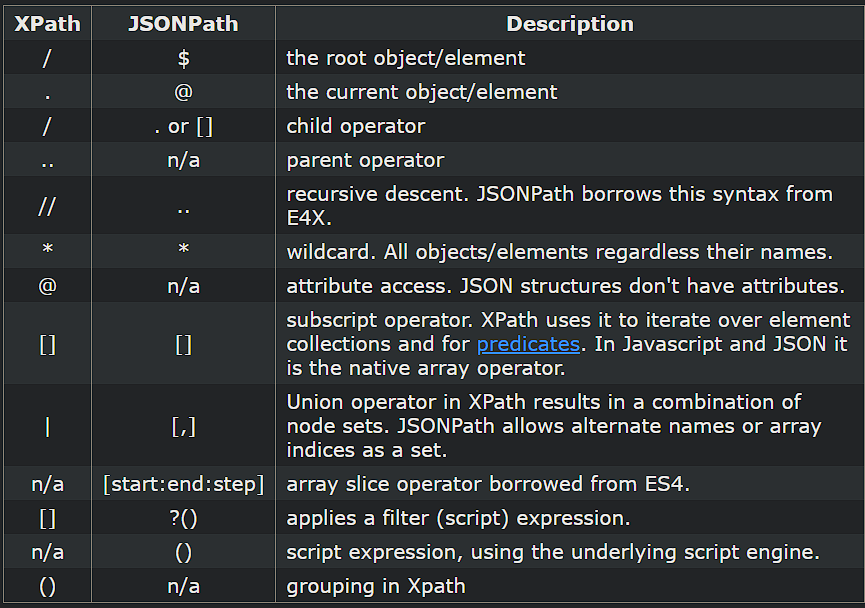 XPath JSONPath Description
/ $ the root object/element
. @ the current object/element
/ . or [] child operator
.. n/a parent operator
// .. recursive descent. JSONPath borrows this syntax from
E4X.
* * wildcard. All objects/elements regardless their names.
@ n/a attribute access. JSON structures don't have attributes.
subscript operator. XPath uses it to iterate over element
[] [] collections and for predicates. In Javascript and JSON it
is the native array operator.
Union operator in XPath results in a combination of
| [,] node sets. JSONPath allows alternate names or array
indices as a set.
n/a [start:end:step] array slice operator borrowed from ES4.
[] ?() applies a filter (script) expression.
n/a () script expression, using the underlying script engine.
() n/a grouping in Xpath